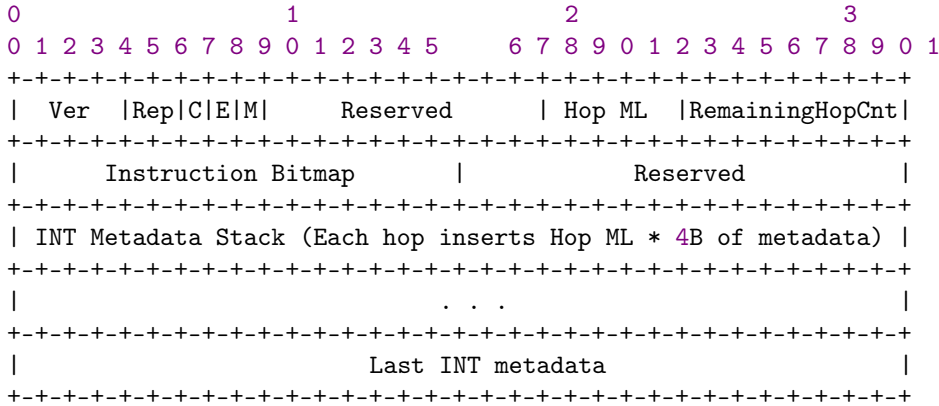 0 1 2 3
0 1 2 3 4 5 6 7 8 9 0 1 2 3 4 5 6 7 8 9 0 1 2 3 4 5 6 7 8 9 0 1
+-+-+-+-+-+-+-+-+-+-+-+-+-+-+-+-+-+-+-+-+-+-+-+-+-+-+-+-+-+-+-+-+
| Ver |Rep|C|E|M| Reserved | Hop ML |RemainingHopCnt|
+-+-+-+-+-+-+-+-+-+-+-+-+-+-+-+-+-+-+-+-+-+-+-+-+-+-+-+-+-+-+-+-+
| Instruction Bitmap | Reserved |
+-+-+-+-+-+-+-+-+-+-+-+-+-+-+-+-+-+-+-+-+-+-+-+-+-+-+-+-+-+-+-+-+
| INT Metadata Stack (Each hop inserts Hop ML * 4B of metadata) |
+-+-+-+-+-+-+-+-+-+-+-+-+-+-+-+-+-+-+-+-+-+-+-+-+-+-+-+-+-+-+-+-+
| . . . |
+-+-+-+-+-+-+-+-+-+-+-+-+-+-+-+-+-+-+-+-+-+-+-+-+-+-+-+-+-+-+-+-+
| Last INT metadata |
+-+-+-+-+-+-+-+-+-+-+-+-+-+-+-+-+-+-+-+-+-+-+-+-+-+-+-+-+-+-+-+-+